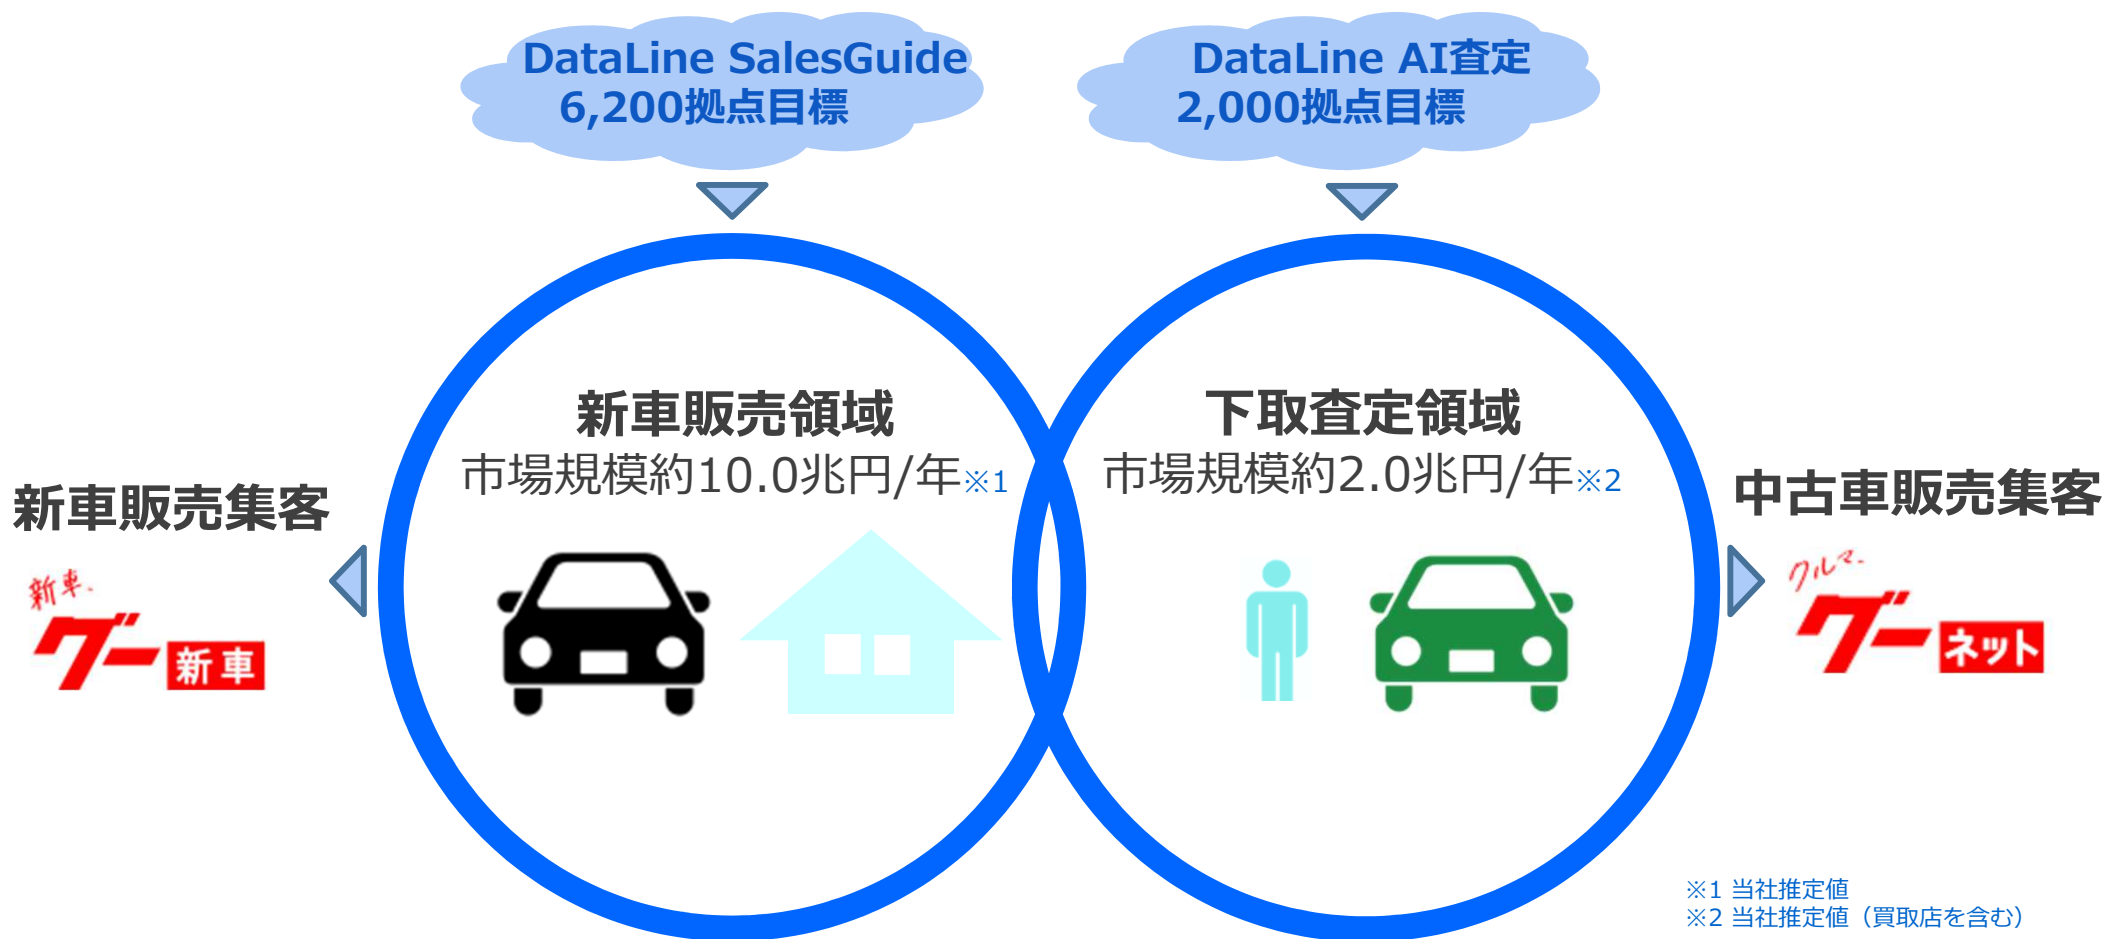 DataLine SalesGuide
6,200拠点目標
DataLine AI査定
2,000拠点目標
新車販売領域
市場規模約10.0兆円/年※1
下取査定領域
市場規模約2.0兆円/年※2
新車販売集客
新車、
グー新車
中古車販売集客
クルマ、
グーネット
※1 当社推定値
※2 当社推定値（買取店を含む）